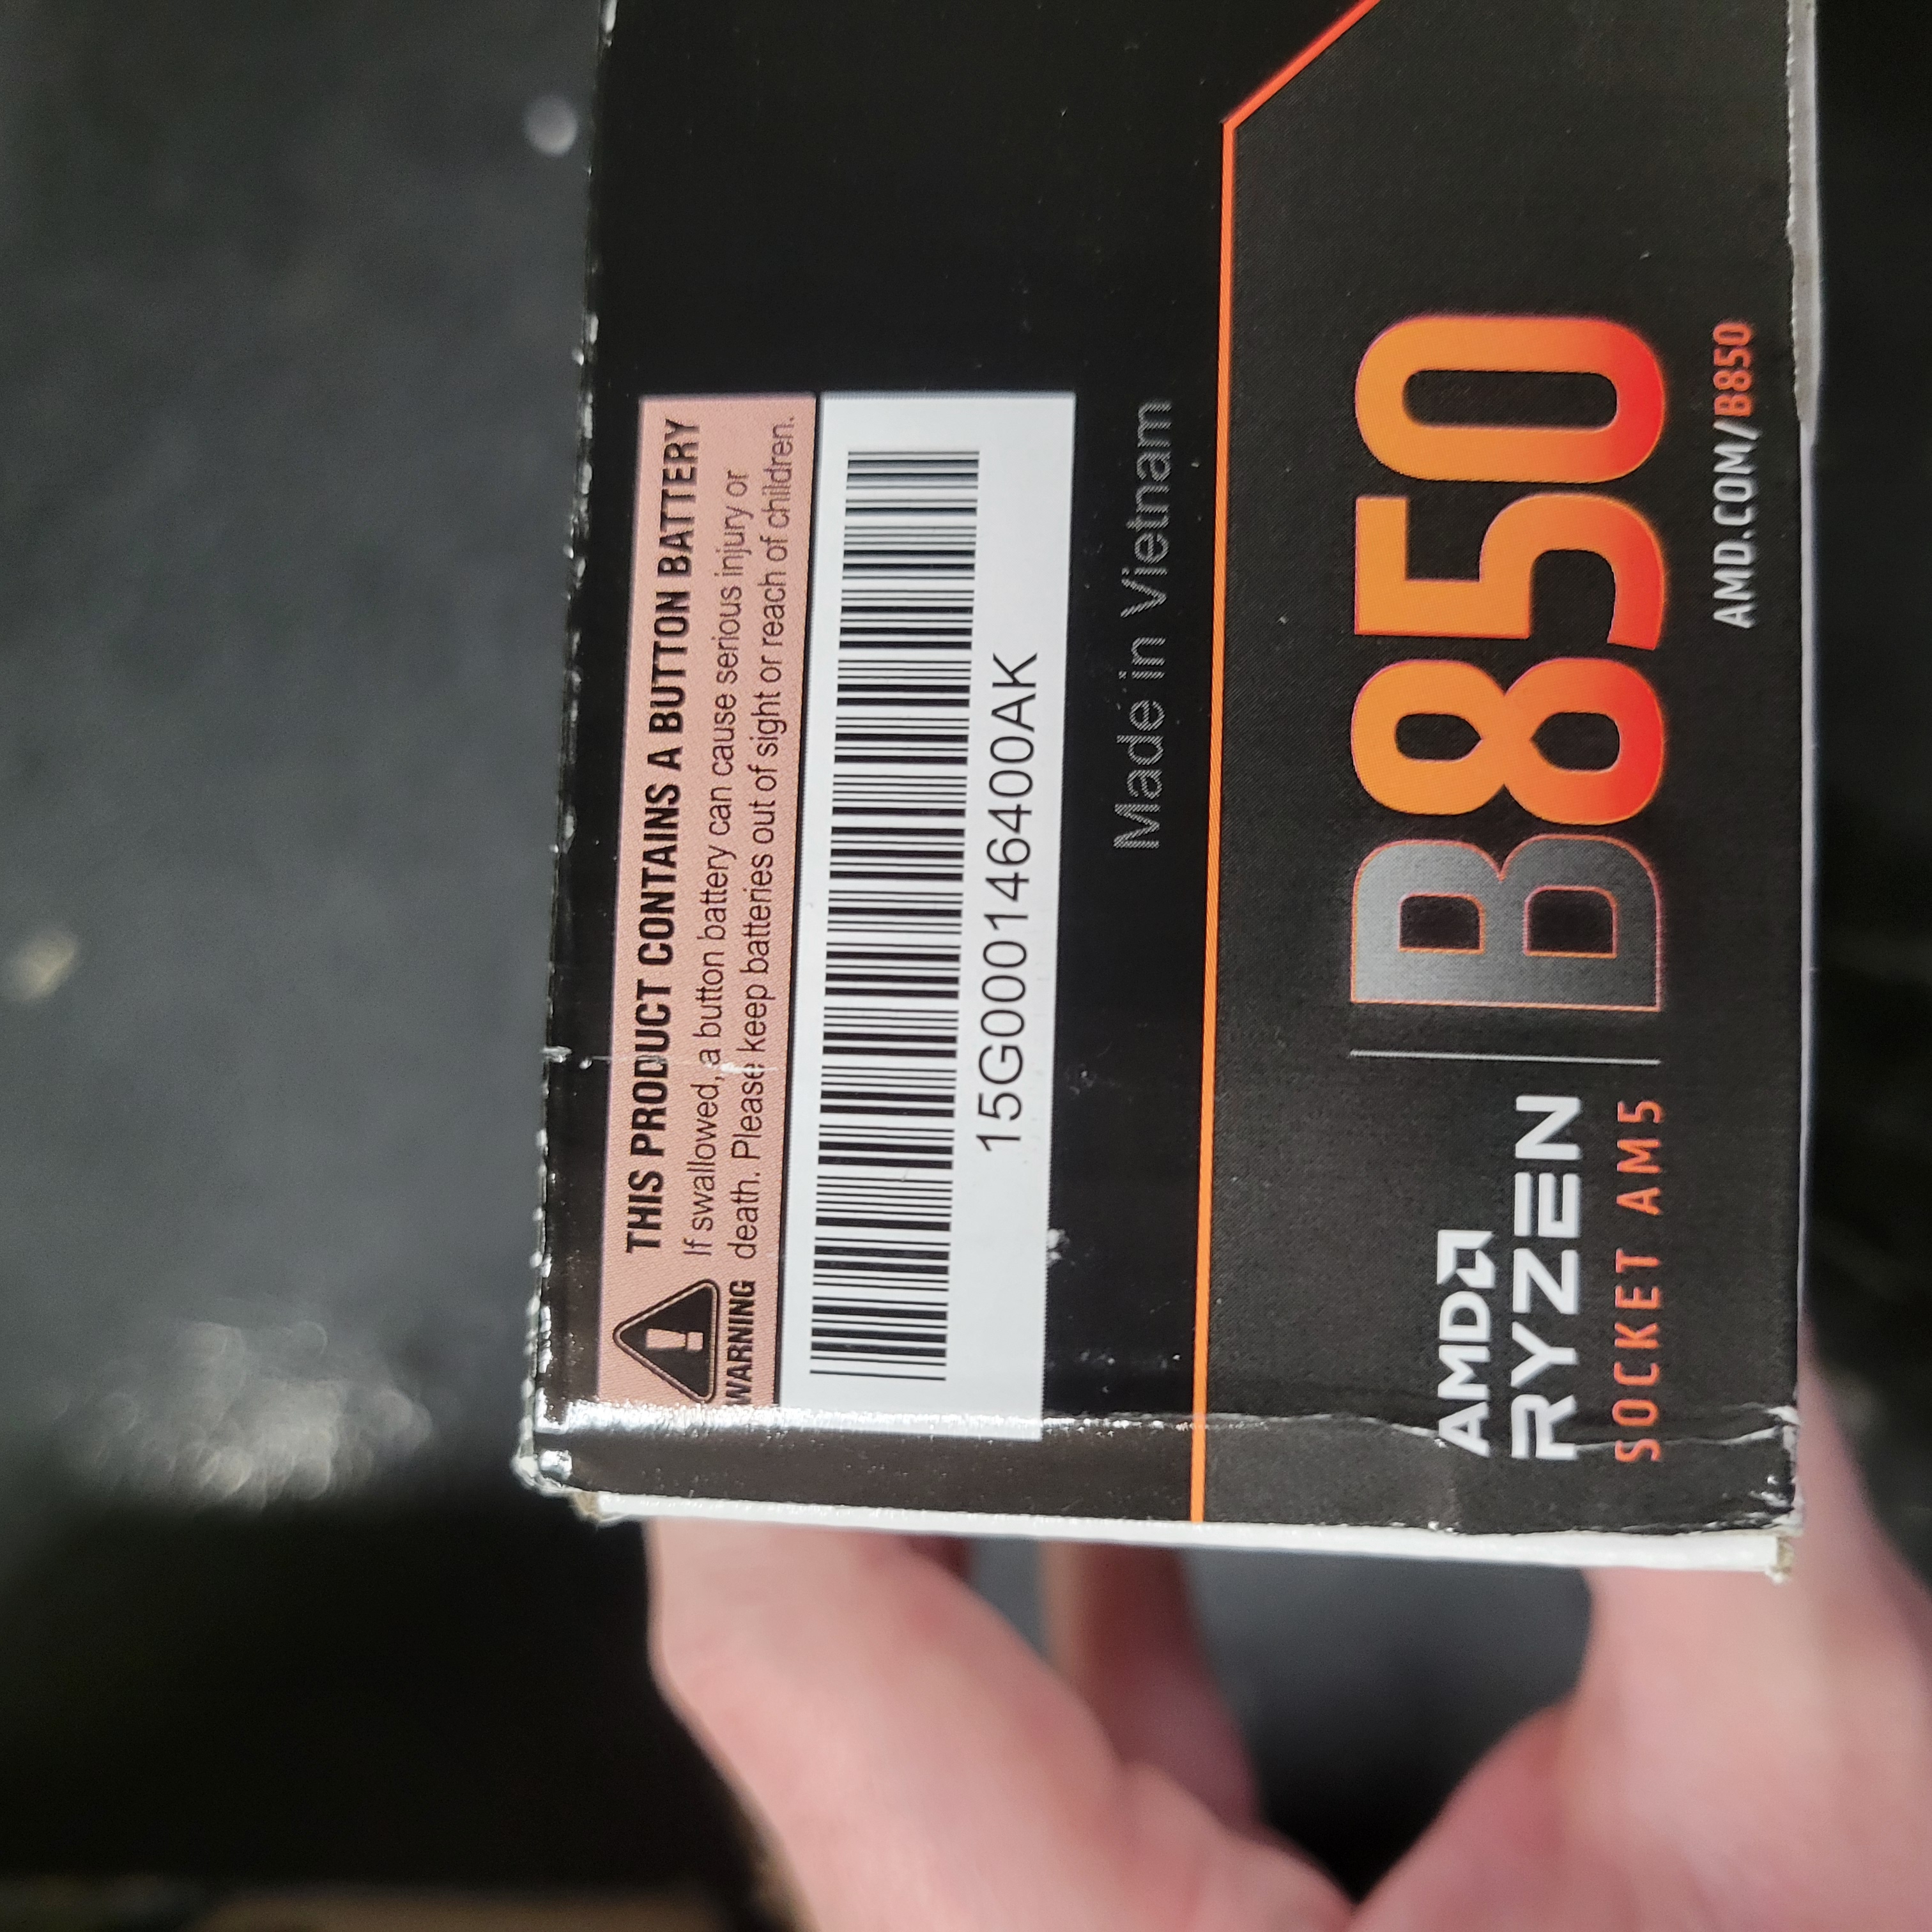 THIS PRODUCT CONTAINS A BUTTON BATTERY
If swallowed, a button battery can cause serious injury or
WARNING death. Please keep batteries out of sight or reach of children.
15G000146400AK
Made in Vietnam
AMD
RYZEN
SOCKET AM5
B850
AMD.COM/B850